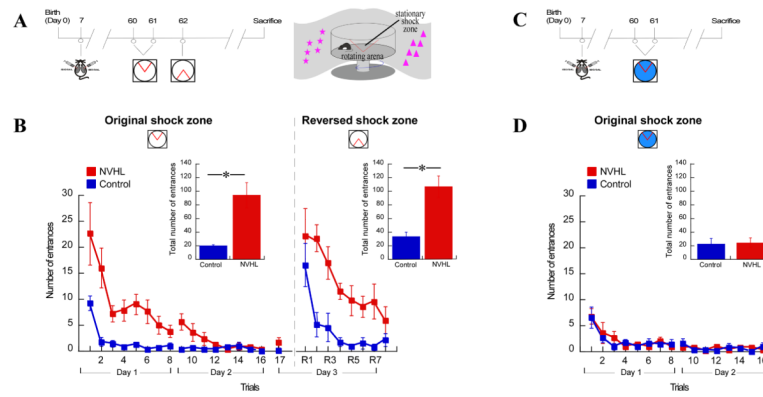 A
Birth
(Day 0)
7
60
61
62
Sacrifice
stationary
shock
zone
rotating arena
C
Birth
(Day 0)
7
60
61
Sacrifice
B
Original shock zone
Reversed shock zone
NVHL
Control
Number of entrances
30
25
20
15
10
5
0
Total number of entrances
140
120
100
80
60
40
20
0
*
Control
NVHL
Total number of entrances
140
120
100
80
60
40
20
0
*
Control
NVHL
2
4
6
8
10
12
14
16
17
R1
R3
R5
R7
Day 1
Day 2
Day 3
Trials
D
Original shock zone
NVHL
Control
Number of entrances
30
25
20
15
10
5
0
Total number of entrances
140
120
100
80
60
40
20
0
Control
NVHL
2
4
6
8
10
12
14
Day 1
Day 2
Trials